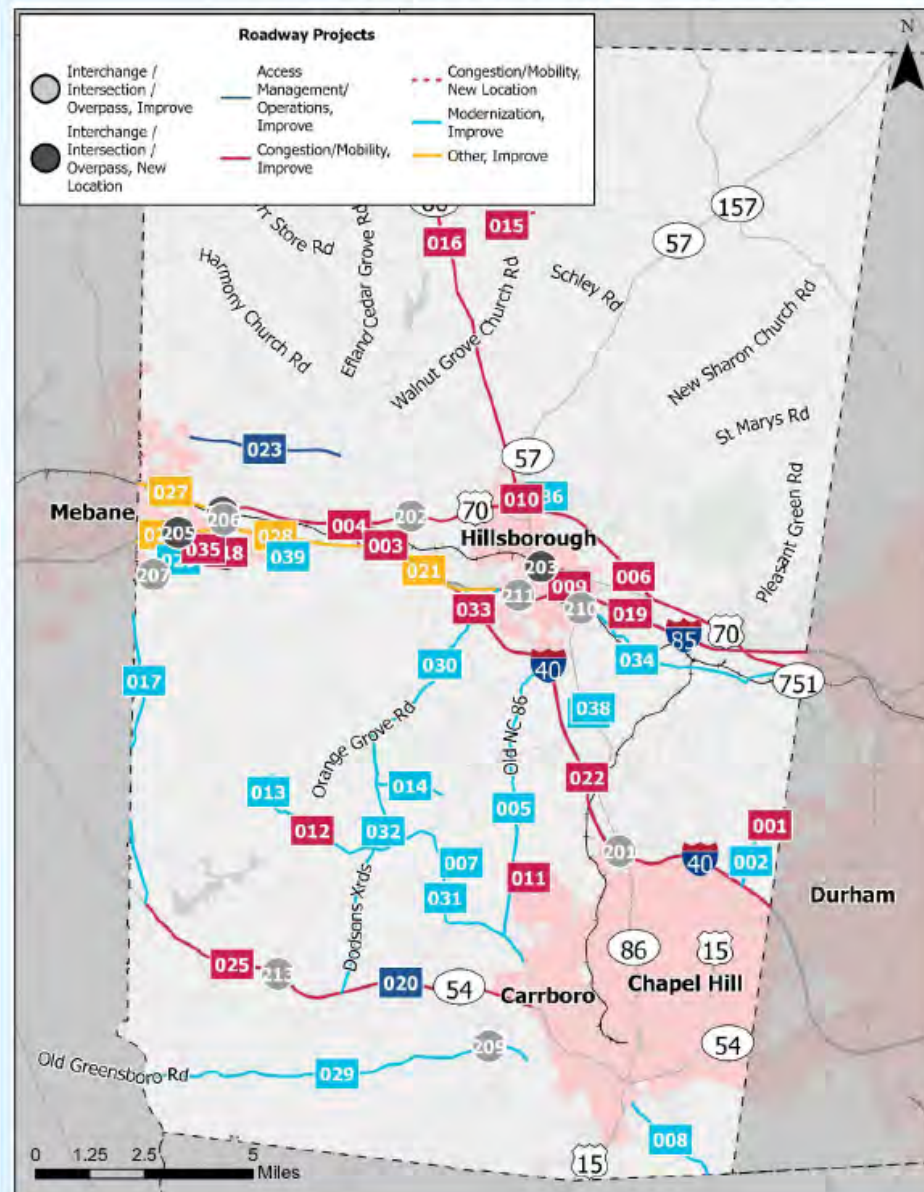 Roadway Projects
Interchange /
Intersection /
Overpass, Improve
Interchange /
Intersection /
Overpass, New
Location
Access
Management/
Operations,
Improve
Congestion/Mobility,
Improve
Congestion/Mobility,
New Location
Modernization,
Improve
Other, Improve
N
157
57
015
016
Store Rd
Efland Cedar Grove Rd
Harmony Church Rd
Walnut Grove Church Rd
Schley Rd
New Sharon Church Rd
St Marys Rd
Pleasant Green Rd
57
023
027
010
70
Mebane
206
004
202
Hillsborough
205
035
028
039
003
203
207
021
211
009
006
210
019
033
70
85
030
40
034
751
017
038
Orange Grove Rd
Old NC 86
022
013
014
005
012
032
001
201
40
002
007
011
031
Durham
Dodsons Xrds
86
15
025
213
020
54
Carrboro
Chapel Hill
54
209
Old Greensboro Rd
029
008
15
0 1.25 2.5 5
Miles